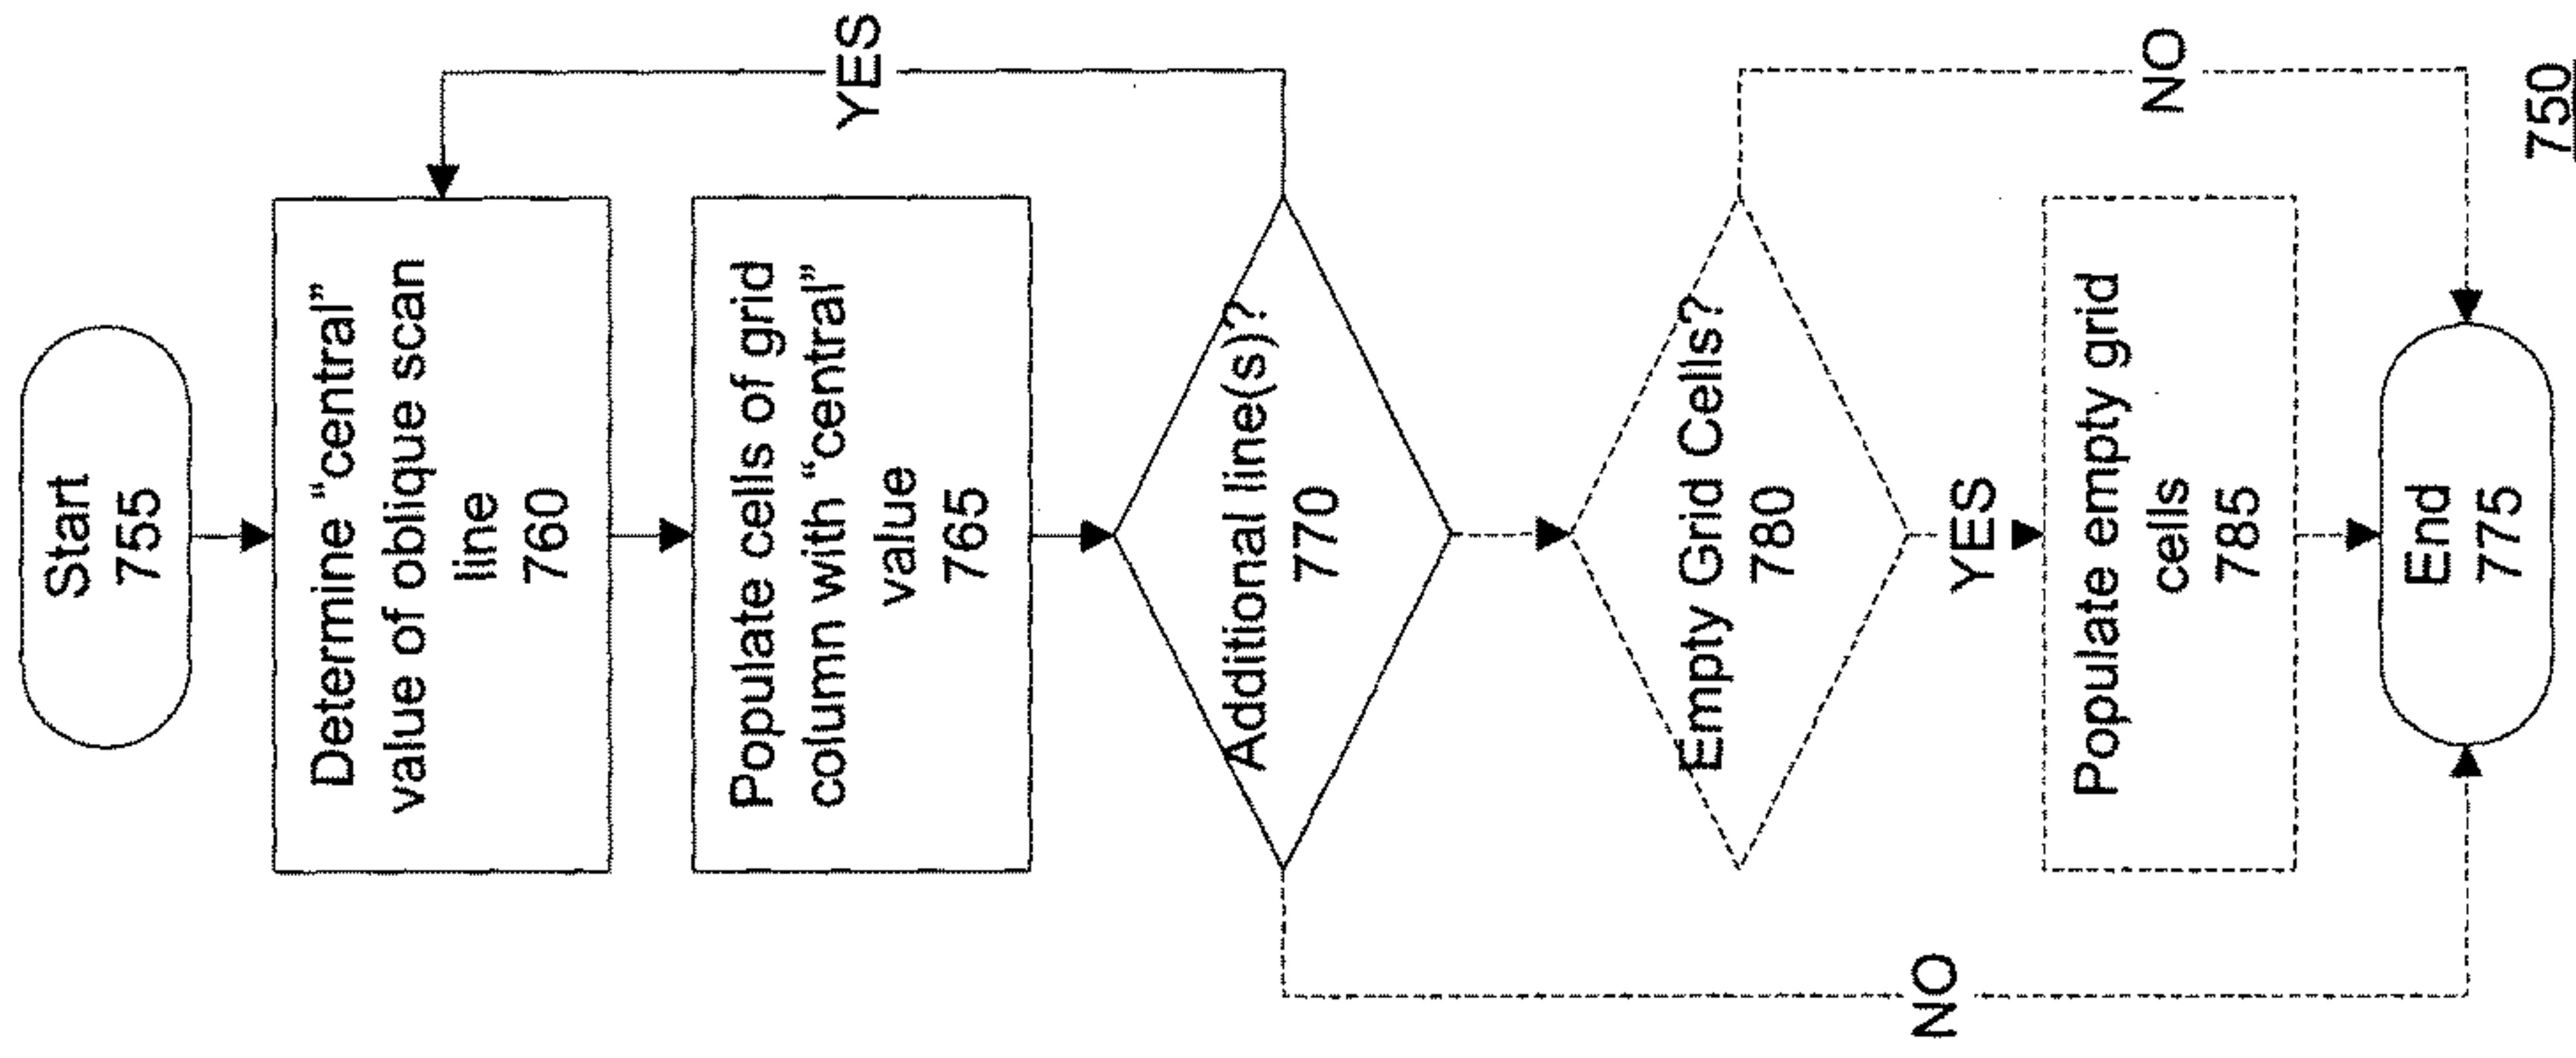 Start
755
Determine “central”
value of oblique scan
line
760
YES
Populate cells of grid
column with “central”
value
765
Additional line(s)?
770
Empty Grid Cells?
780
NO
YES
NO
Populate empty grid
cells
785
End
775
750